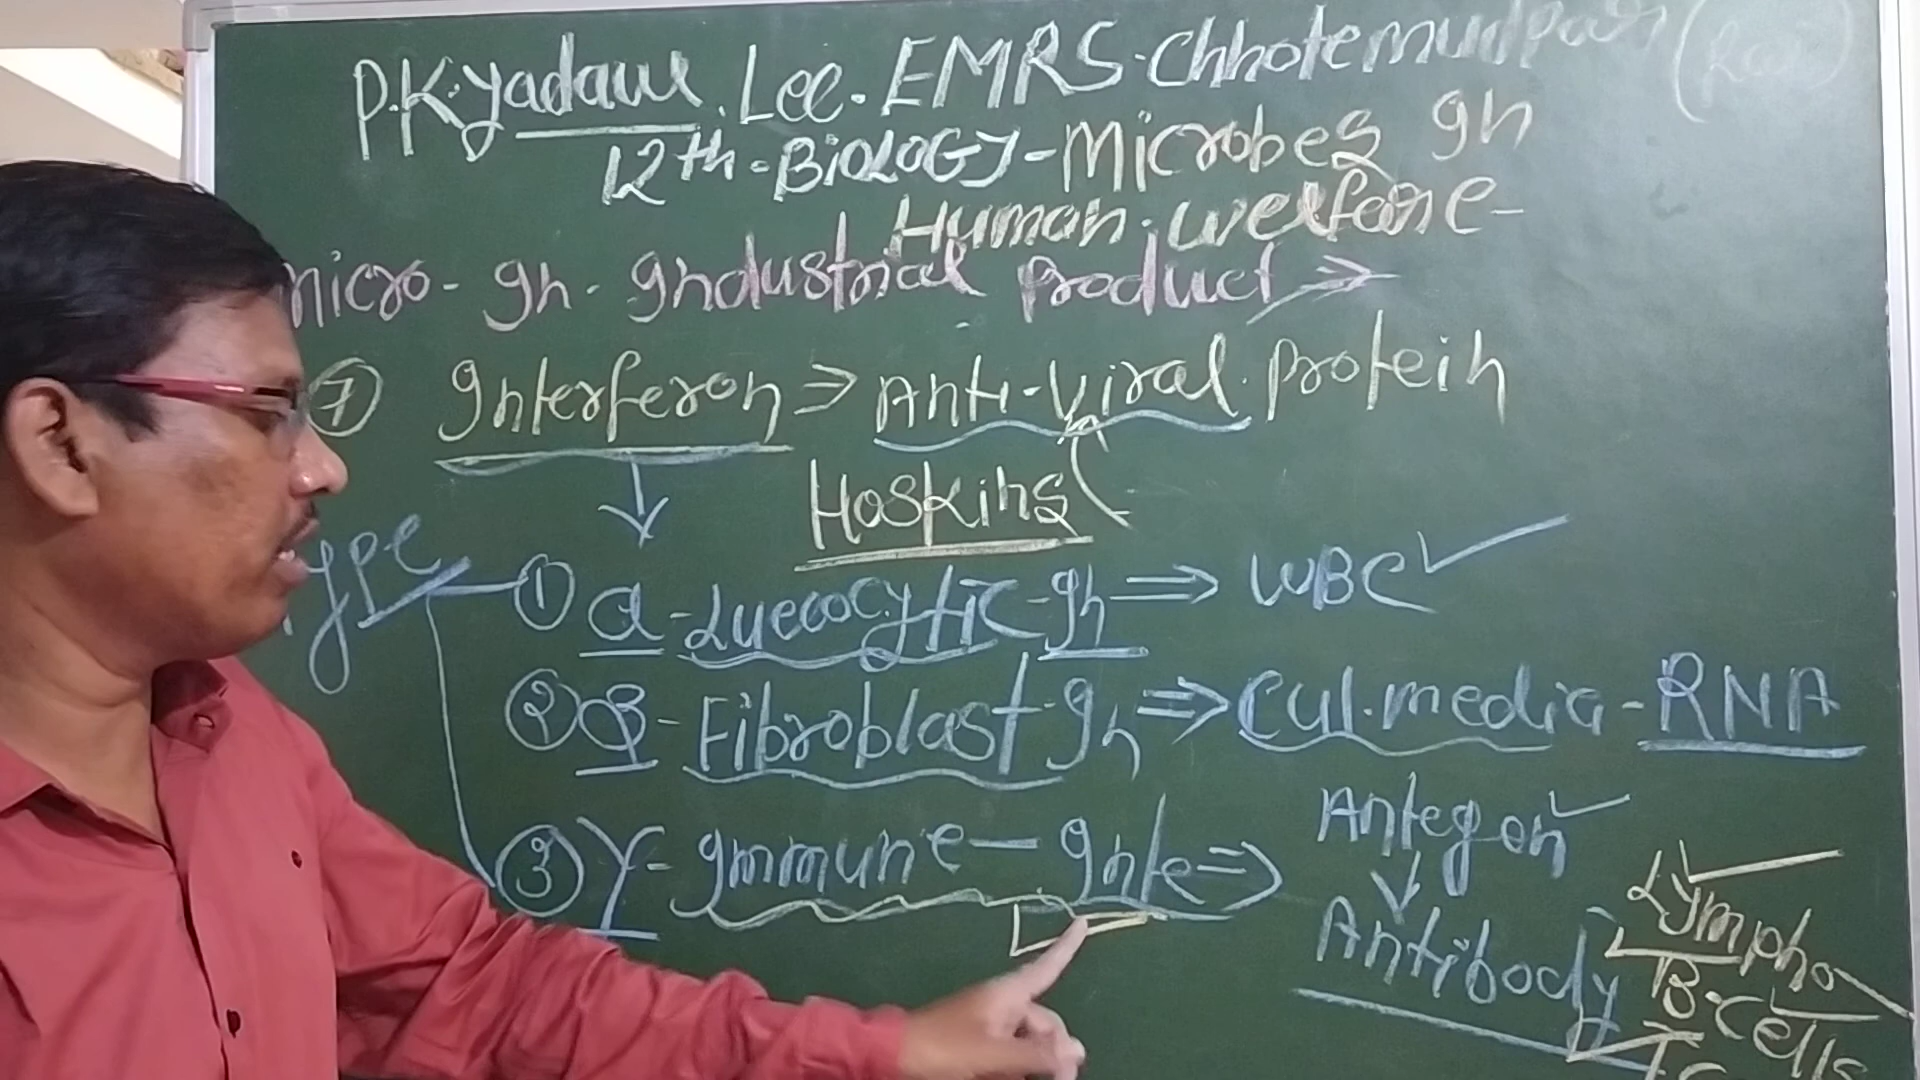 P.K.Yadaw. Lec. EMRS. Chhotemudpar
12th - BiOLOGY - Microbes In
Human. welfare -
micro - In - Industrial Product
⑦ Interferon ⇒ Anti-Viral. Protein
Hoskins
Type
① α - Luecocytic - In ⇒ WBC ✓
② β - Fibroblast - In ⇒ Cul. media - RNA
③ γ - Immune - Inte ⇒ Antegen ✓
↓
Antibody
Lympho
B-Cells